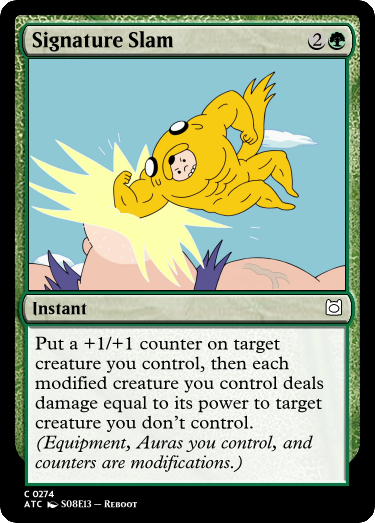 Signature Slam 2
Instant
Put a +1/+1 counter on target
creature you control, then each
modified creature you control deals
damage equal to its power to target
creature you don't control.
(Equipment, Auras you control, and
counters are modifications.)
C 0274
ATC S08E13 – Reboot